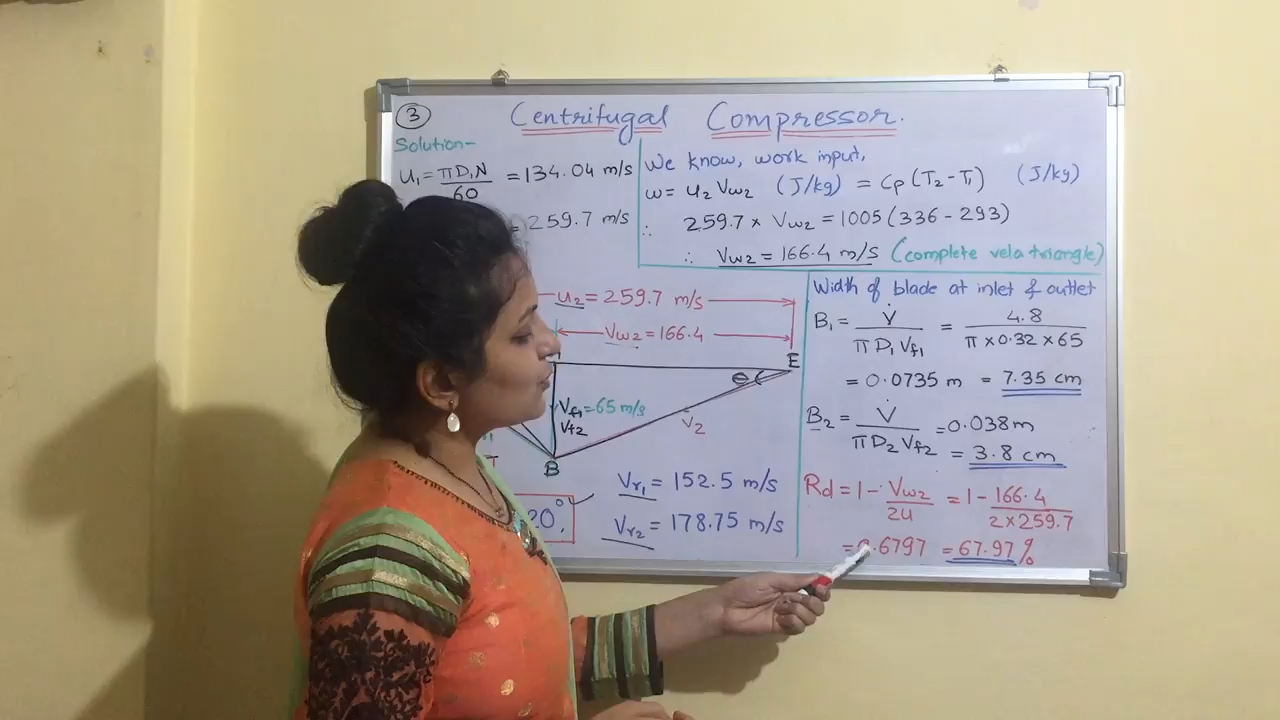 ③ Centrifugal Compressor.
Solution-
u₁ = πD₁N/60 = 134.04 m/s
= 259.7 m/s
We know, work input,
w = u₂ Vw₂ (J/kg) = Cp (T₂ - T₁) (J/kg)
∴ 259.7 × Vw₂ = 1005 (336 - 293)
∴ Vw₂ = 166.4 m/s (complete vela triangle)
u₂ = 259.7 m/s
Vw₂ = 166.4
E
θ
Vf₁ = 65 m/s
Vf₂
V₂
B
Vr₁ = 152.5 m/s
20°
Vr₂ = 178.75 m/s
Width of blade at inlet & outlet
B₁ = V̇/πD₁Vf₁ = 4.8/π × 0.32 × 65
= 0.0735 m = 7.35 cm
B₂ = V̇/πD₂Vf₂ = 0.038 m
= 3.8 cm
Rd = 1 - Vw₂/2u = 1 - 166.4/2 × 259.7
= 0.6797 = 67.97 %